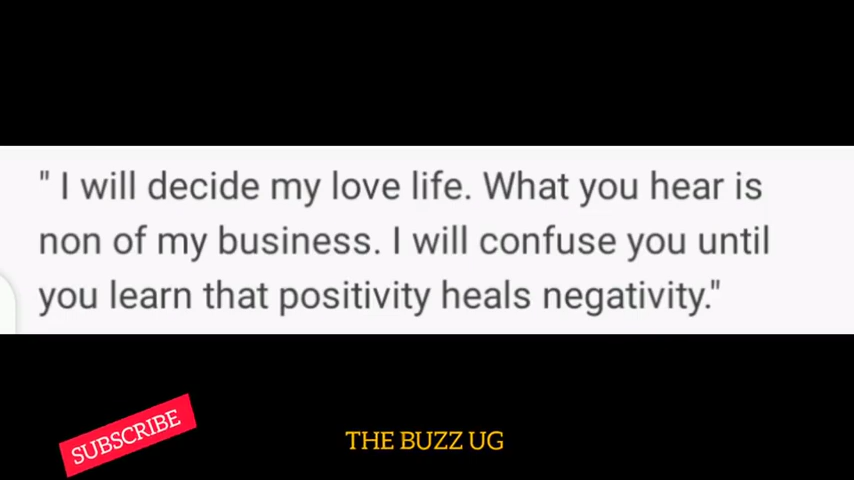 " I will decide my love life. What you hear is
non of my business. I will confuse you until
you learn that positivity heals negativity."
SUBSCRIBE
THE BUZZ UG